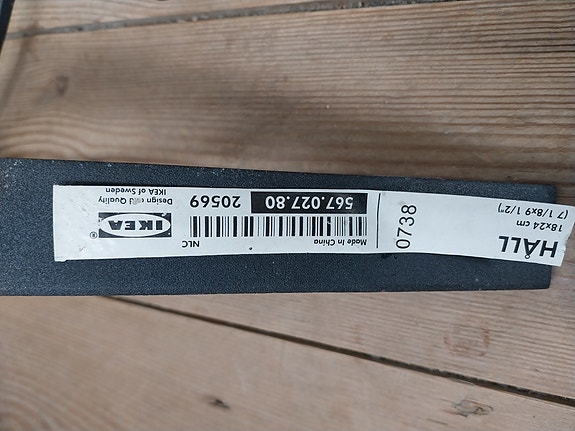 HÅLL
18x24 cm
(7 1/8x9 1/2")
0738
Made in China
NLC
567.027.80
20569
IKEA®
Design and Quality
IKEA of Sweden